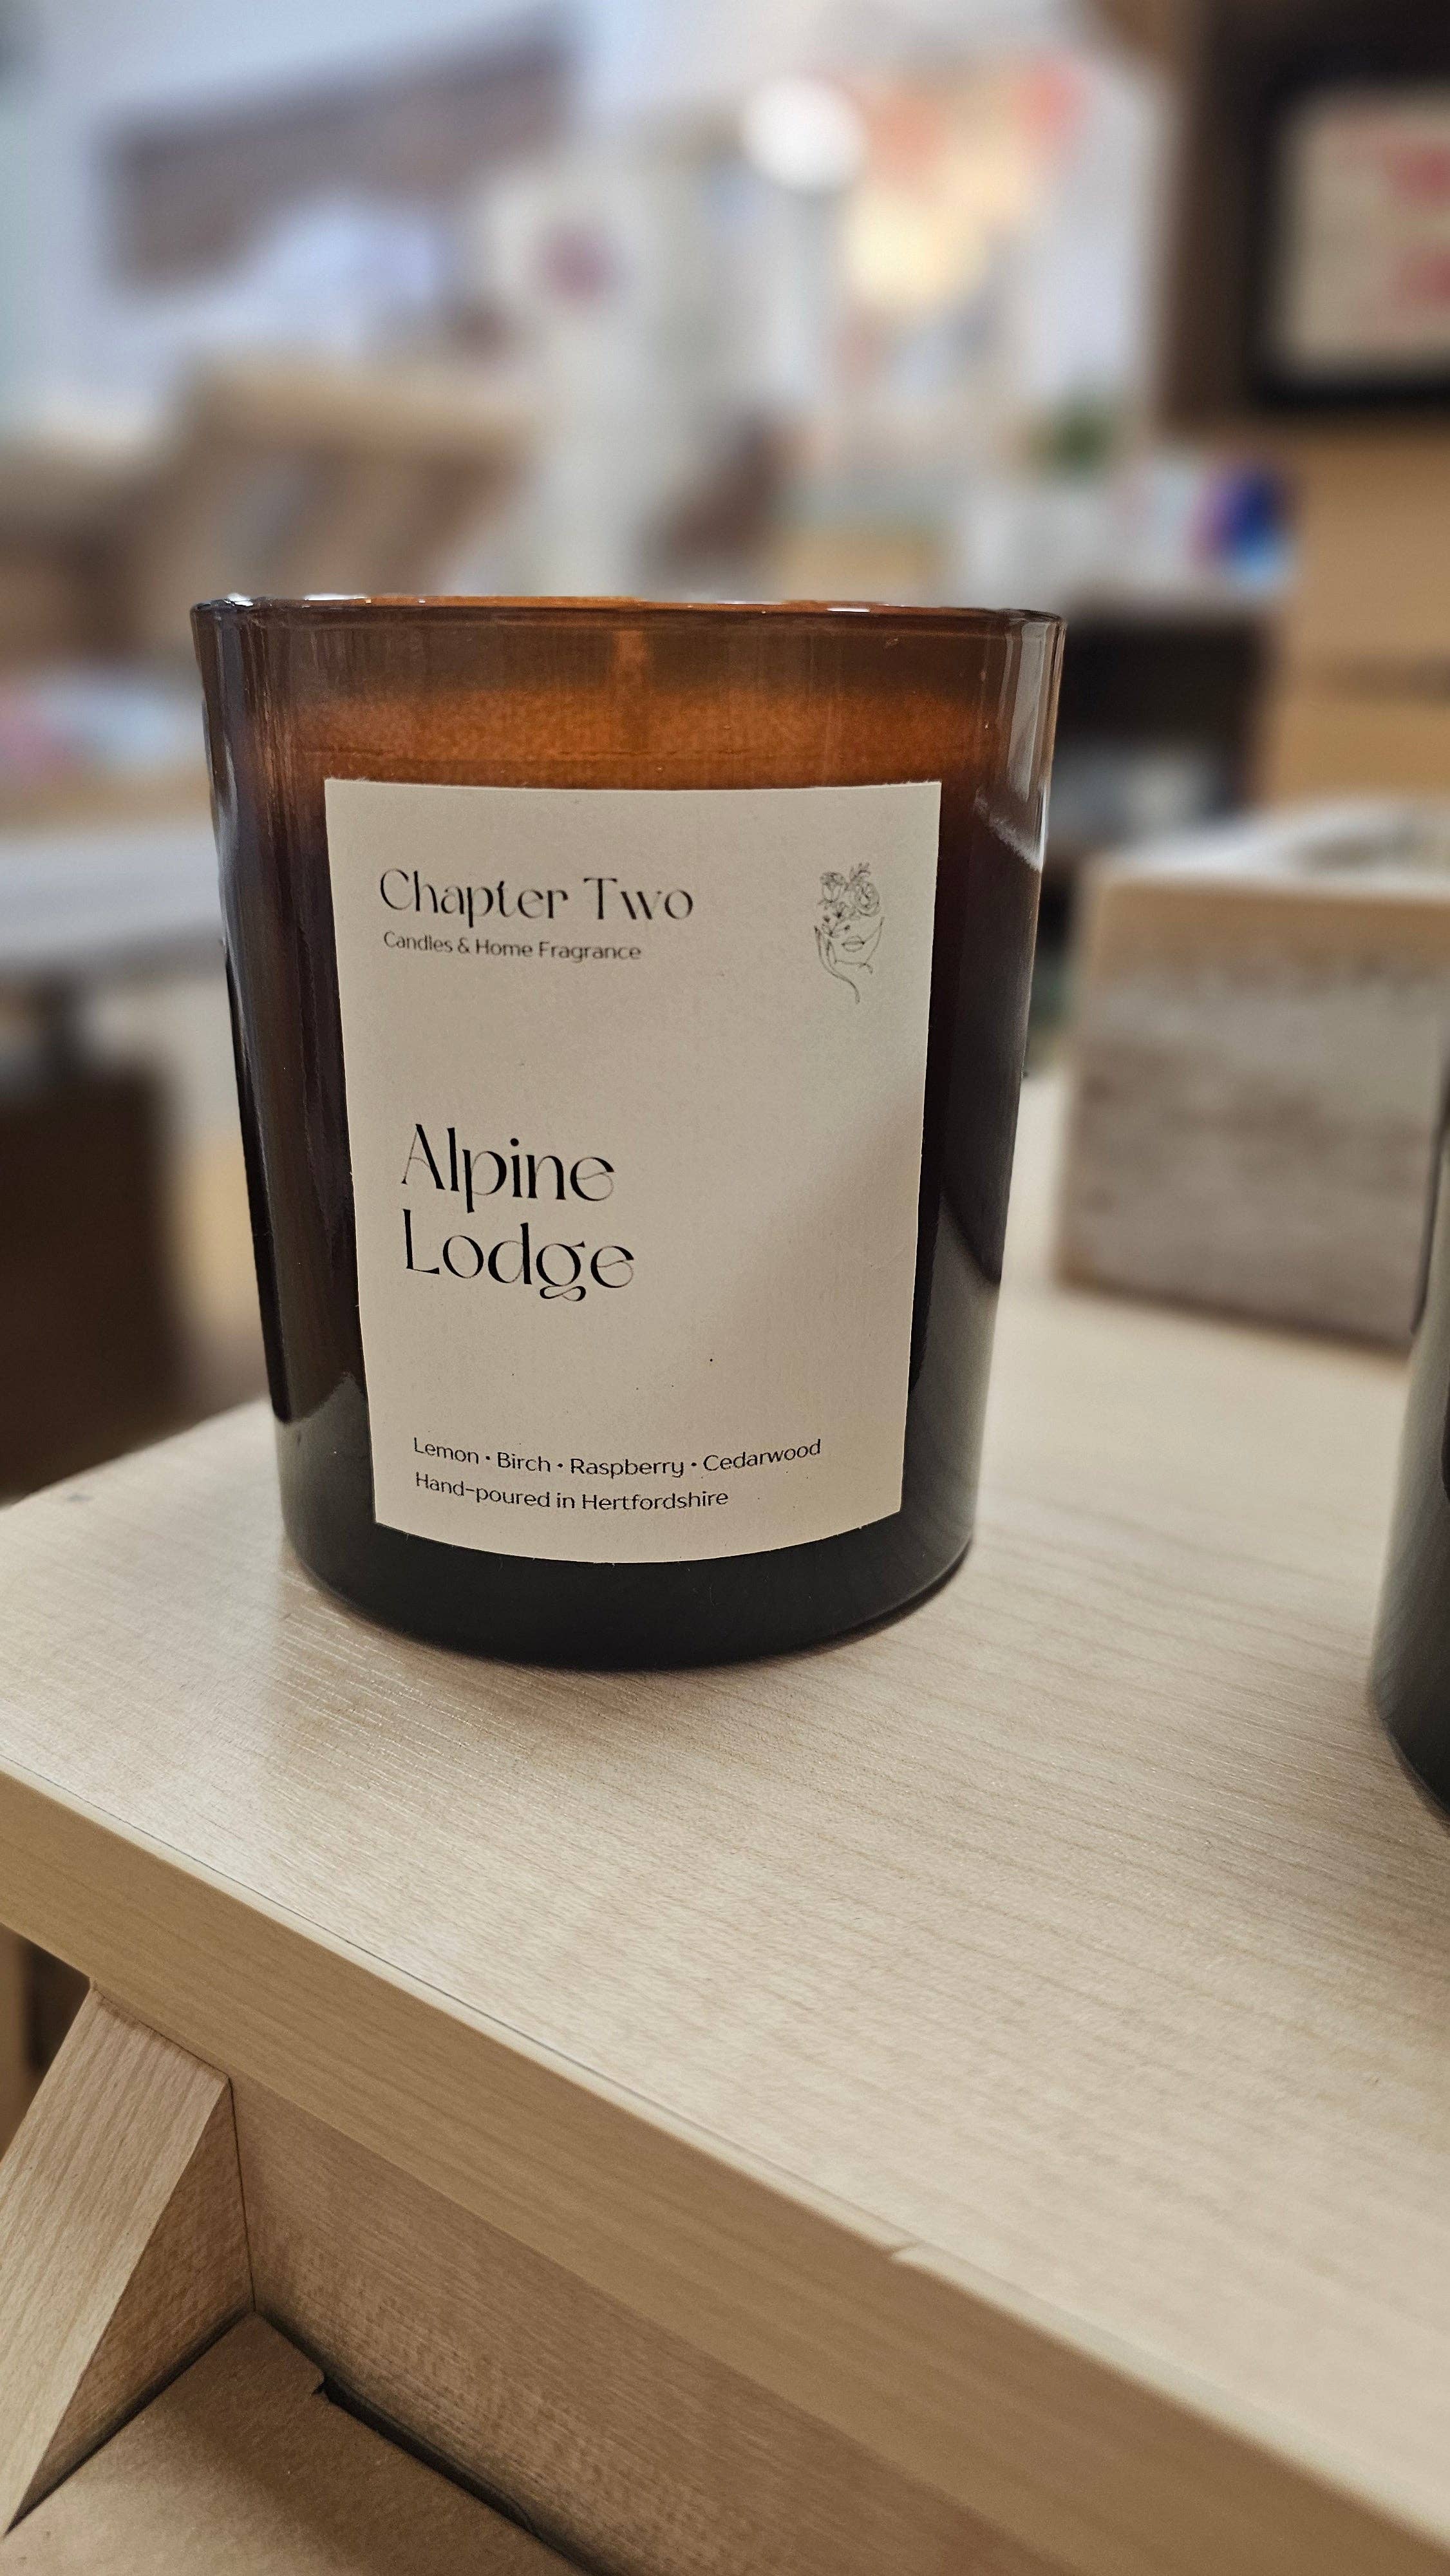 Chapter Two
Candles & Home Fragrance
Alpine
Lodge
Lemon • Birch • Raspberry • Cedarwood
Hand-poured in Hertfordshire